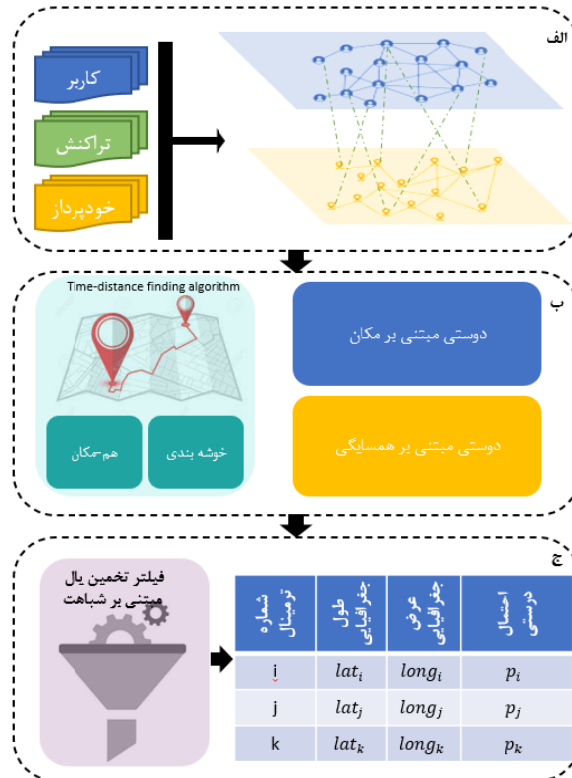 الف
کاربر
تراکنش
خودپرداز
ب
Time-distance finding algorithm
دوستی مبتنی بر مکان
هم-مکان
خوشه بندی
دوستی مبتنی بر همسایگی
ج
فیلتر تخمین یال
مبتنی بر شباهت
شماره ترمینال
طول جغرافیایی
عرض جغرافیایی
احتمال درستی
i lat_i long_i p_i
j lat_j long_j p_j
k lat_k long_k p_k